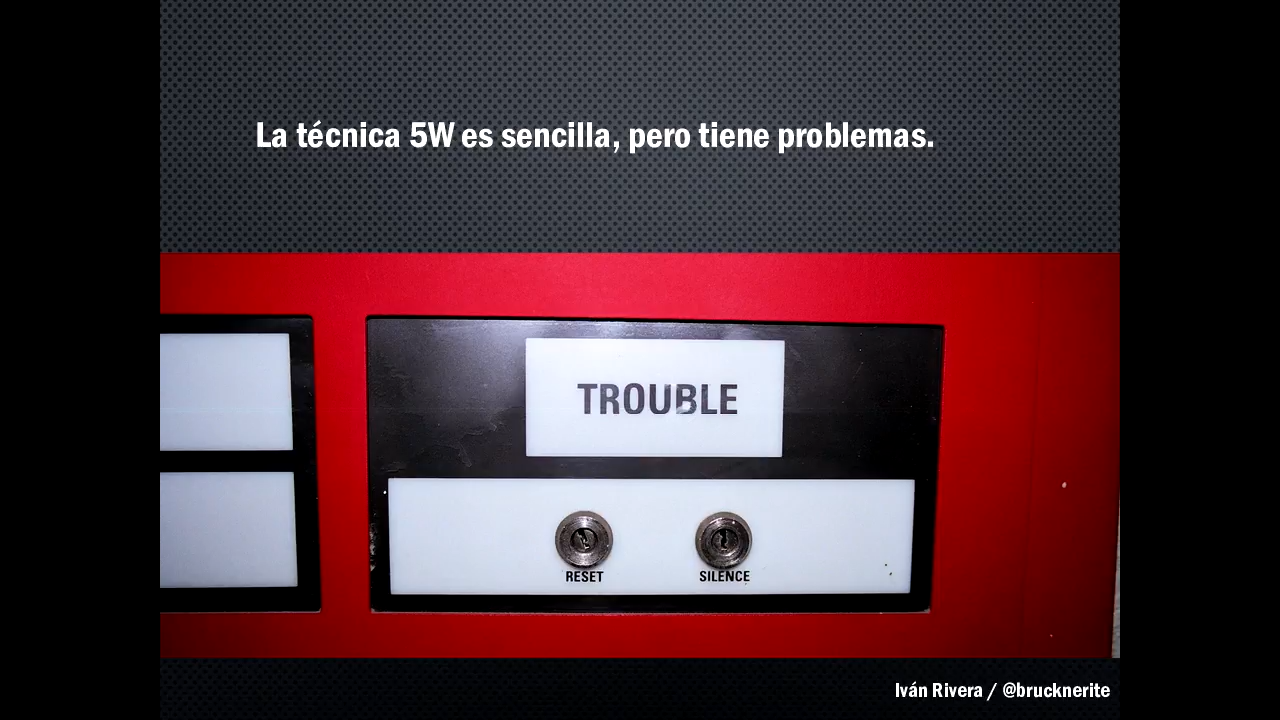 La técnica 5W es sencilla, pero tiene problemas.
TROUBLE
RESET
SILENCE
Iván Rivera / @brucknerite